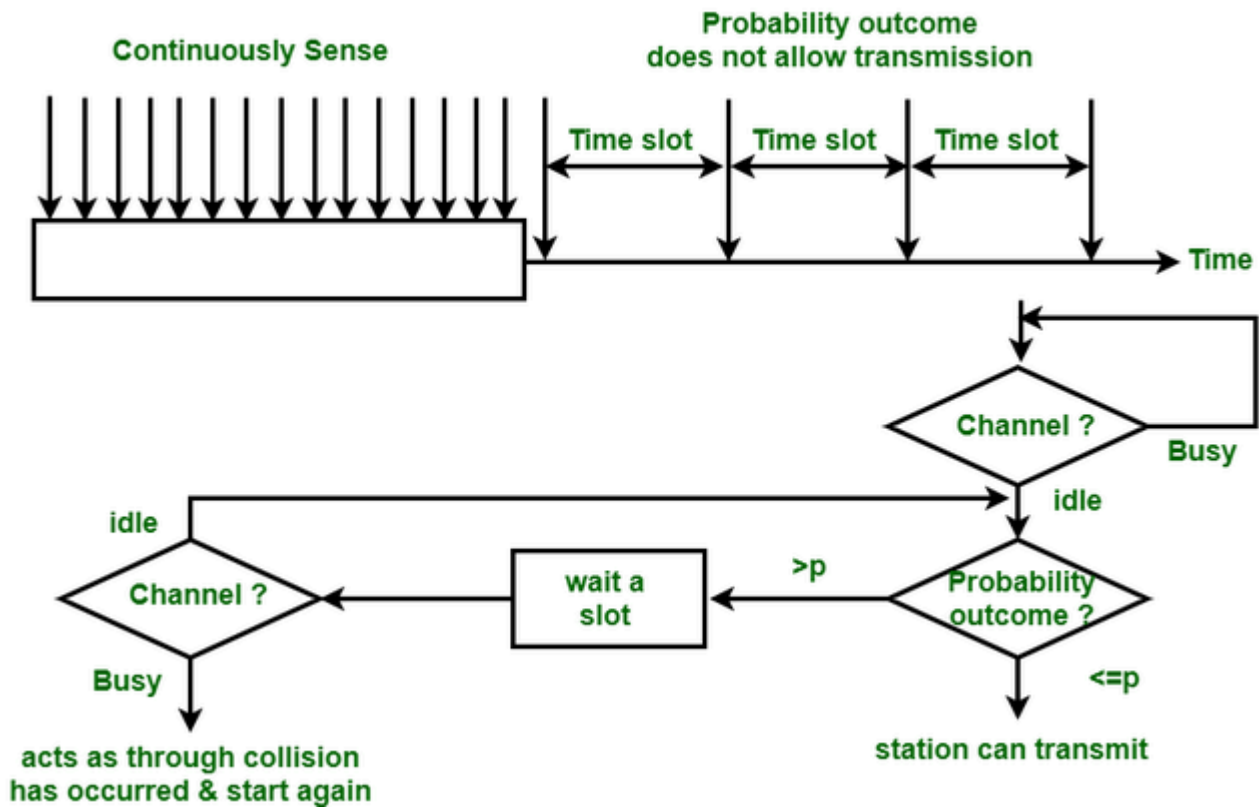 Continuously Sense
Probability outcome
does not allow transmission
Time slot
Time slot
Time slot
Time
Channel ?
Busy
idle
idle
Channel ?
wait a
slot
>p
Probability
outcome ?
Busy
<=p
acts as through collision
has occurred & start again
station can transmit